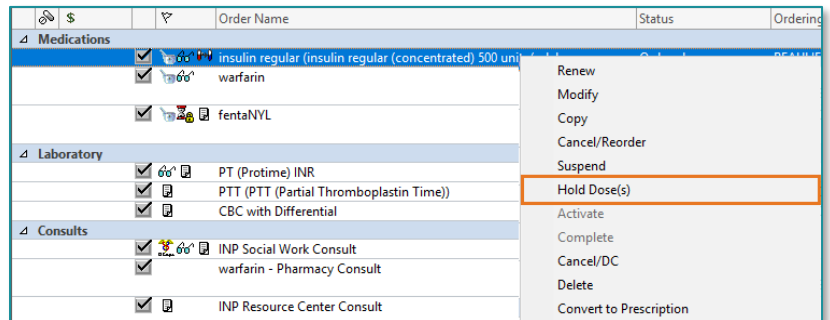 $ Order Name Status Ordering
Medications
insulin regular (insulin regular (concentrated) 500
warfarin
fentaNYL
Laboratory
PT (Protime) INR
PTT (PTT (Partial Thromboplastin Time))
CBC with Differential
Consults
INP Social Work Consult
warfarin - Pharmacy Consult
INP Resource Center Consult
Renew
Modify
Copy
Cancel/Reorder
Suspend
Hold Dose(s)
Activate
Complete
Cancel/DC
Delete
Convert to Prescription